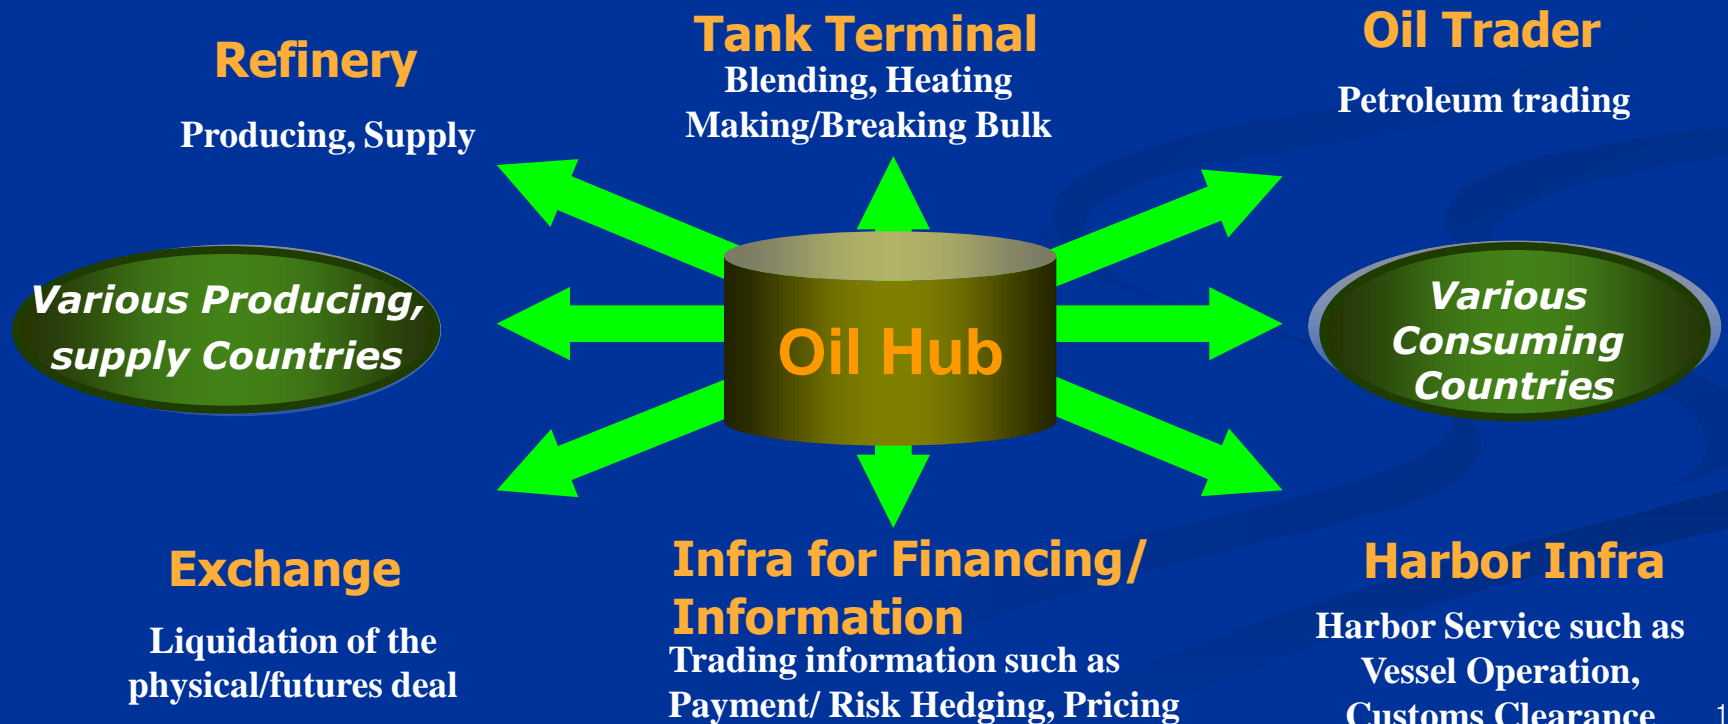 Refinery
Producing, Supply
Tank Terminal
Blending, Heating
Making/Breaking Bulk
Oil Trader
Petroleum trading
Various Producing,
supply Countries
Oil Hub
Various
Consuming
Countries
Exchange
Liquidation of the
physical/futures deal
Infra for Financing/
Information
Trading information such as
Payment/ Risk Hedging, Pricing
Harbor Infra
Harbor Service such as
Vessel Operation,
Customs Clearance
1